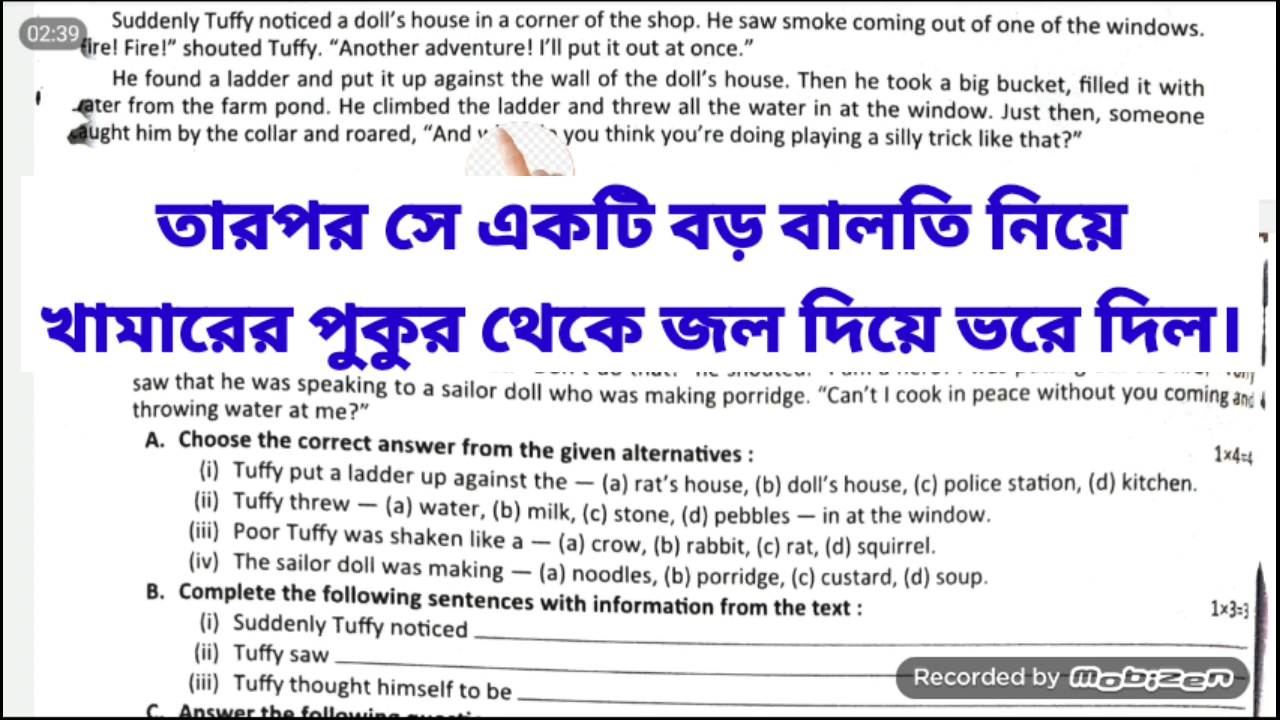 02:39
Suddenly Tuffy noticed a doll's house in a corner of the shop. He saw smoke coming out of one of the windows.
fire! Fire!" shouted Tuffy. "Another adventure! I'll put it out at once."
He found a ladder and put it up against the wall of the doll's house. Then he took a big bucket, filled it with
ater from the farm pond. He climbed the ladder and threw all the water in at the window. Just then, someone
caught him by the collar and roared, "And you think you're doing playing a silly trick like that?"
তারপর সে একটি বড় বালতি নিয়ে
খামারের পুকুর থেকে জল দিয়ে ভরে দিল।
saw that he was speaking to a sailor doll who was making porridge. "Can't I cook in peace without you coming and
throwing water at me?"
A. Choose the correct answer from the given alternatives : 1×4=4
(i) Tuffy put a ladder up against the — (a) rat's house, (b) doll's house, (c) police station, (d) kitchen.
(ii) Tuffy threw — (a) water, (b) milk, (c) stone, (d) pebbles — in at the window.
(iii) Poor Tuffy was shaken like a — (a) crow, (b) rabbit, (c) rat, (d) squirrel.
(iv) The sailor doll was making — (a) noodles, (b) porridge, (c) custard, (d) soup.
B. Complete the following sentences with information from the text : 1×3=3
(i) Suddenly Tuffy noticed
(ii) Tuffy saw
(iii) Tuffy thought himself to be
Recorded by mobizen
C. Answer the following